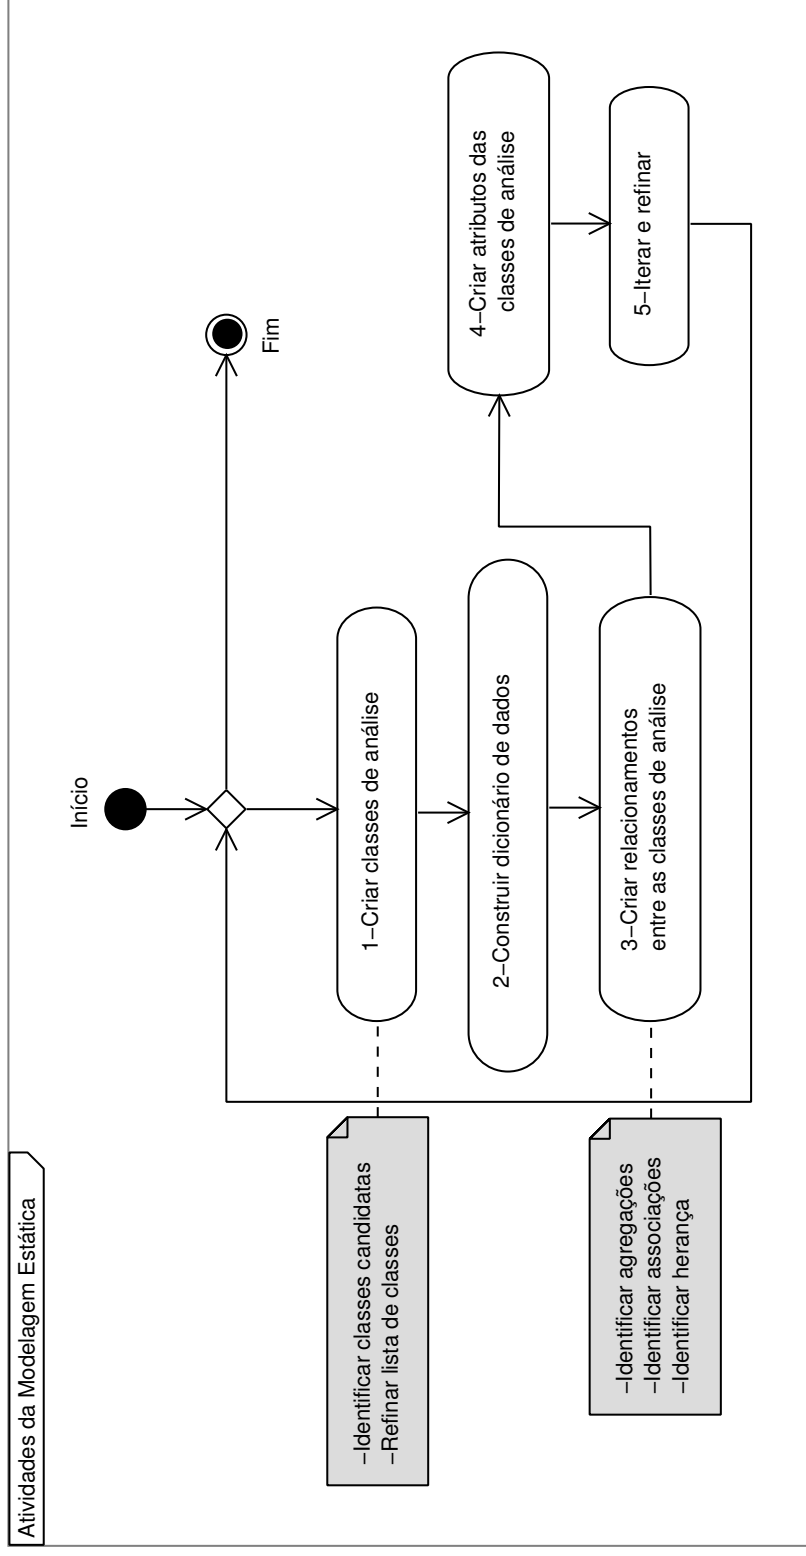 Atividades da Modelagem Estática
Início
Fim
–Identificar classes candidatas
–Refinar lista de classes
1–Criar classes de análise
2–Construir dicionário de dados
–Identificar agregações
–Identificar associações
–Identificar herança
3–Criar relacionamentos
entre as classes de análise
4–Criar atributos das
classes de análise
5–Iterar e refinar